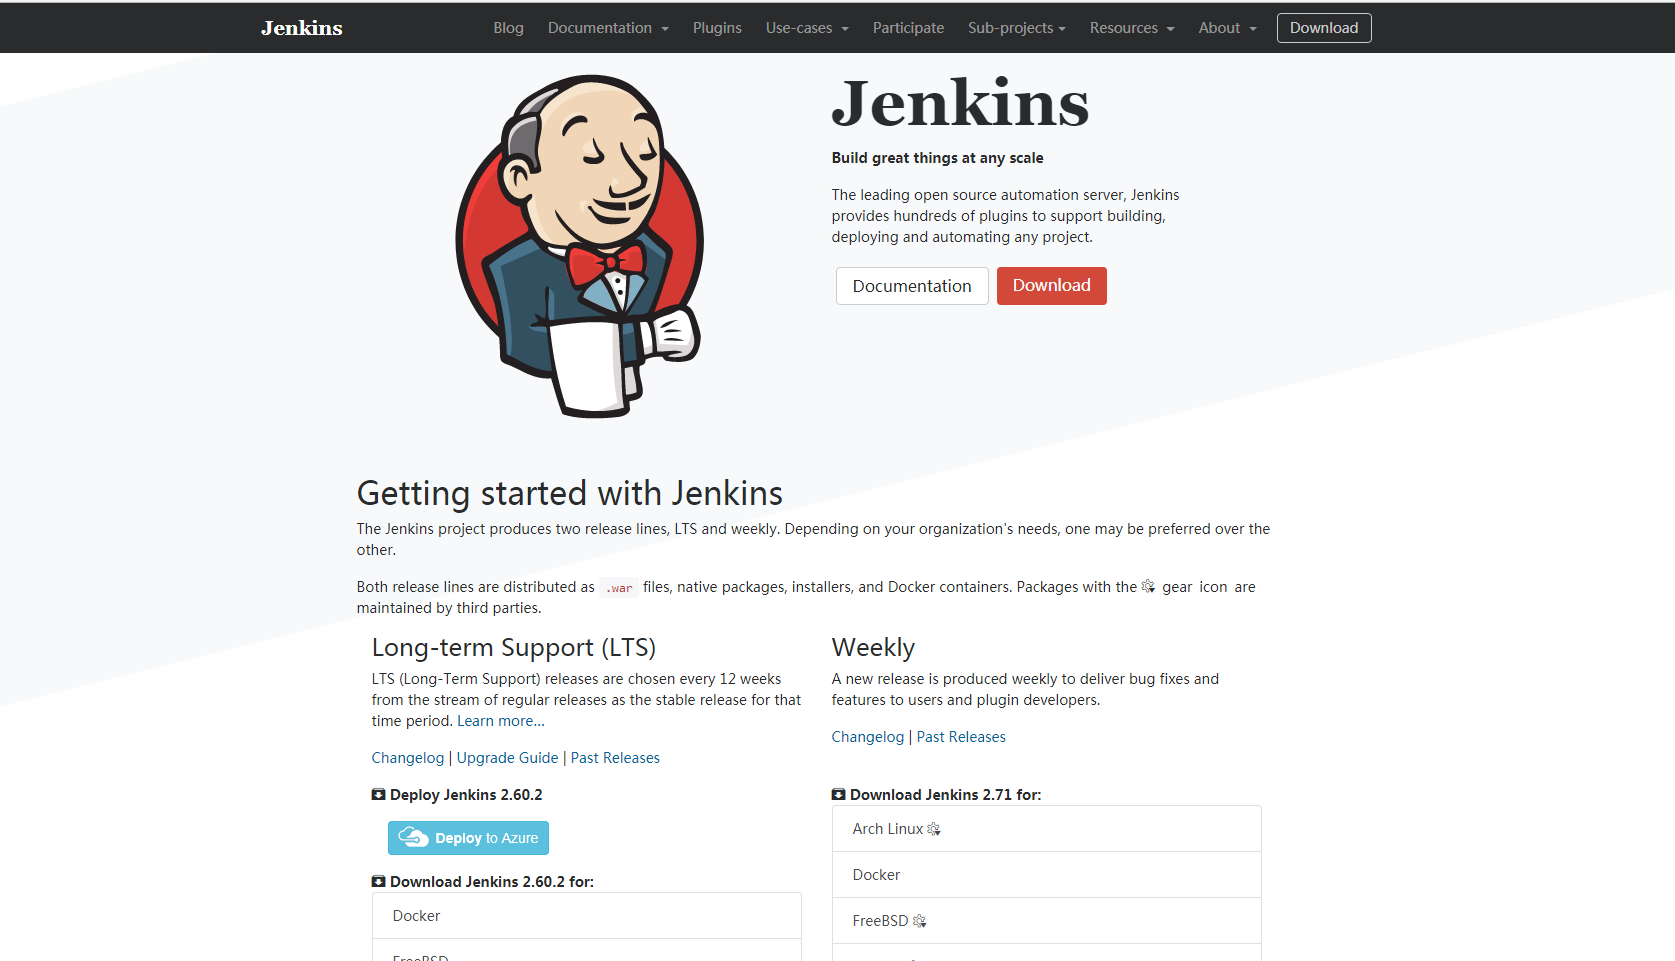 Jenkins Blog Documentation Plugins Use-cases Participate Sub-projects Resources About Download
Jenkins
Build great things at any scale
The leading open source automation server, Jenkins
provides hundreds of plugins to support building,
deploying and automating any project.
Documentation Download
Getting started with Jenkins
The Jenkins project produces two release lines, LTS and weekly. Depending on your organization's needs, one may be preferred over the
other.
Both release lines are distributed as .war files, native packages, installers, and Docker containers. Packages with the gear icon are
maintained by third parties.
Long-term Support (LTS)
LTS (Long-Term Support) releases are chosen every 12 weeks
from the stream of regular releases as the stable release for that
time period. Learn more...
Changelog | Upgrade Guide | Past Releases
Deploy Jenkins 2.60.2
Deploy to Azure
Download Jenkins 2.60.2 for:
Docker
FreeBSD
Weekly
A new release is produced weekly to deliver bug fixes and
features to users and plugin developers.
Changelog | Past Releases
Download Jenkins 2.71 for:
Arch Linux
Docker
FreeBSD